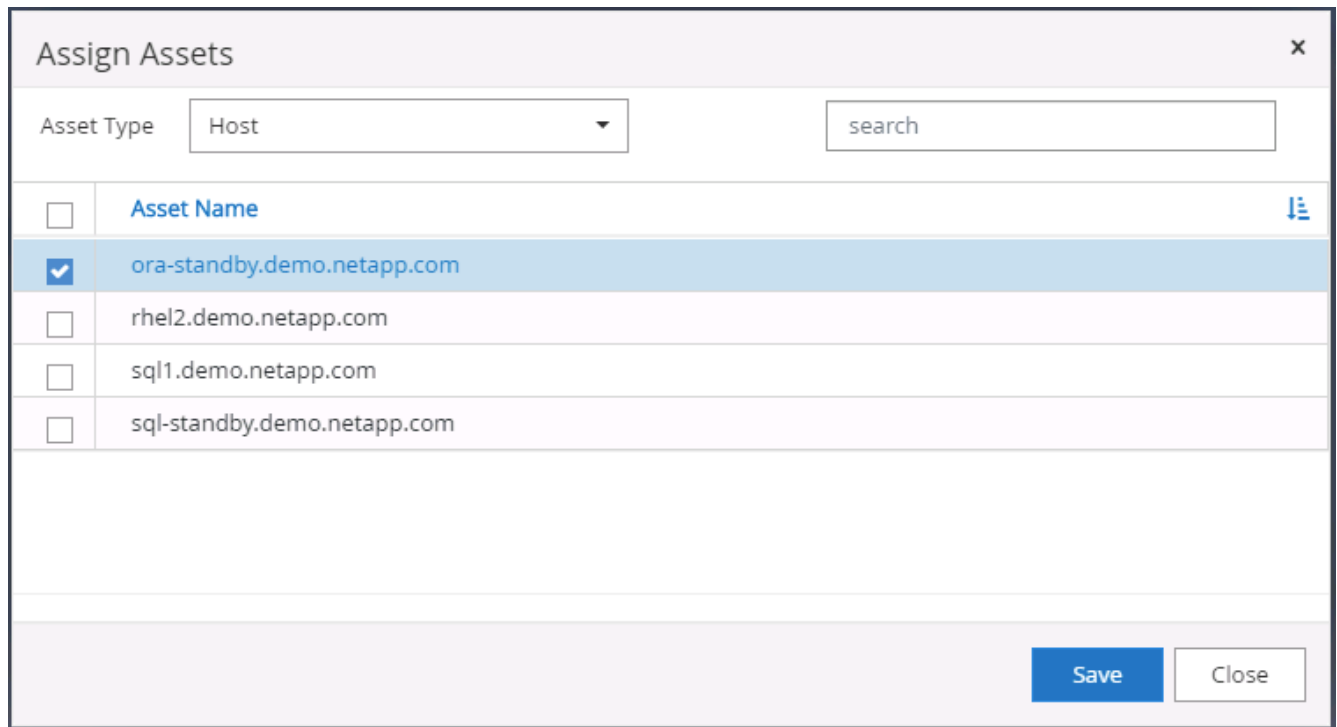 Assign Assets
Asset Type Host search
Asset Name
ora-standby.demo.netapp.com
rhel2.demo.netapp.com
sql1.demo.netapp.com
sql-standby.demo.netapp.com
Save Close